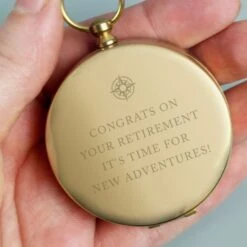 CONGRATS ON
YOUR RETIREMENT
IT'S TIME FOR
NEW ADVENTURES!